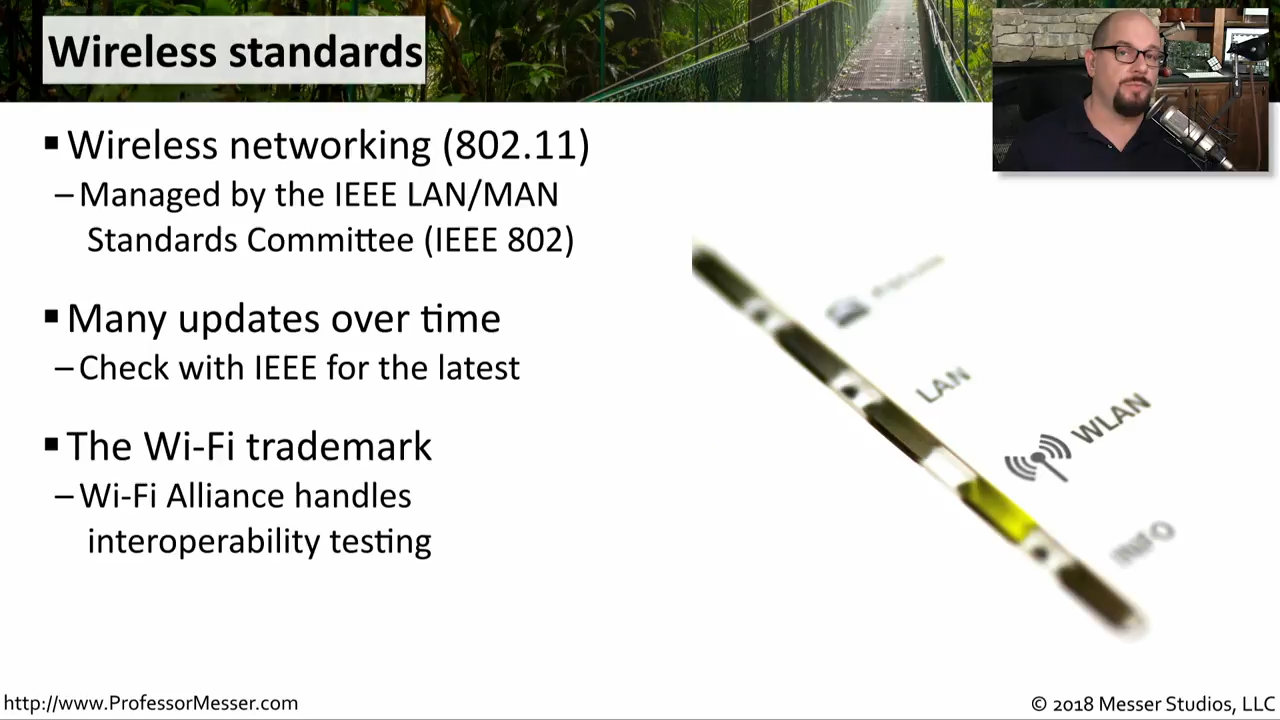 Wireless standards
▪ Wireless networking (802.11)
– Managed by the IEEE LAN/MAN
Standards Committee (IEEE 802)
▪ Many updates over time
– Check with IEEE for the latest
▪ The Wi-Fi trademark
– Wi-Fi Alliance handles
interoperability testing
LAN
WLAN
INFO
http://www.ProfessorMesser.com
© 2018 Messer Studios, LLC